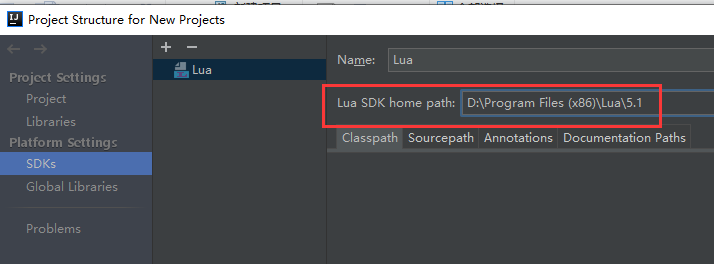 Project Structure for New Projects
Project Settings
Project
Libraries
Platform Settings
SDKs
Global Libraries
Problems
Lua
Name: Lua
Lua SDK home path: D:\Program Files (x86)\Lua\5.1
Classpath Sourcepath Annotations Documentation Paths